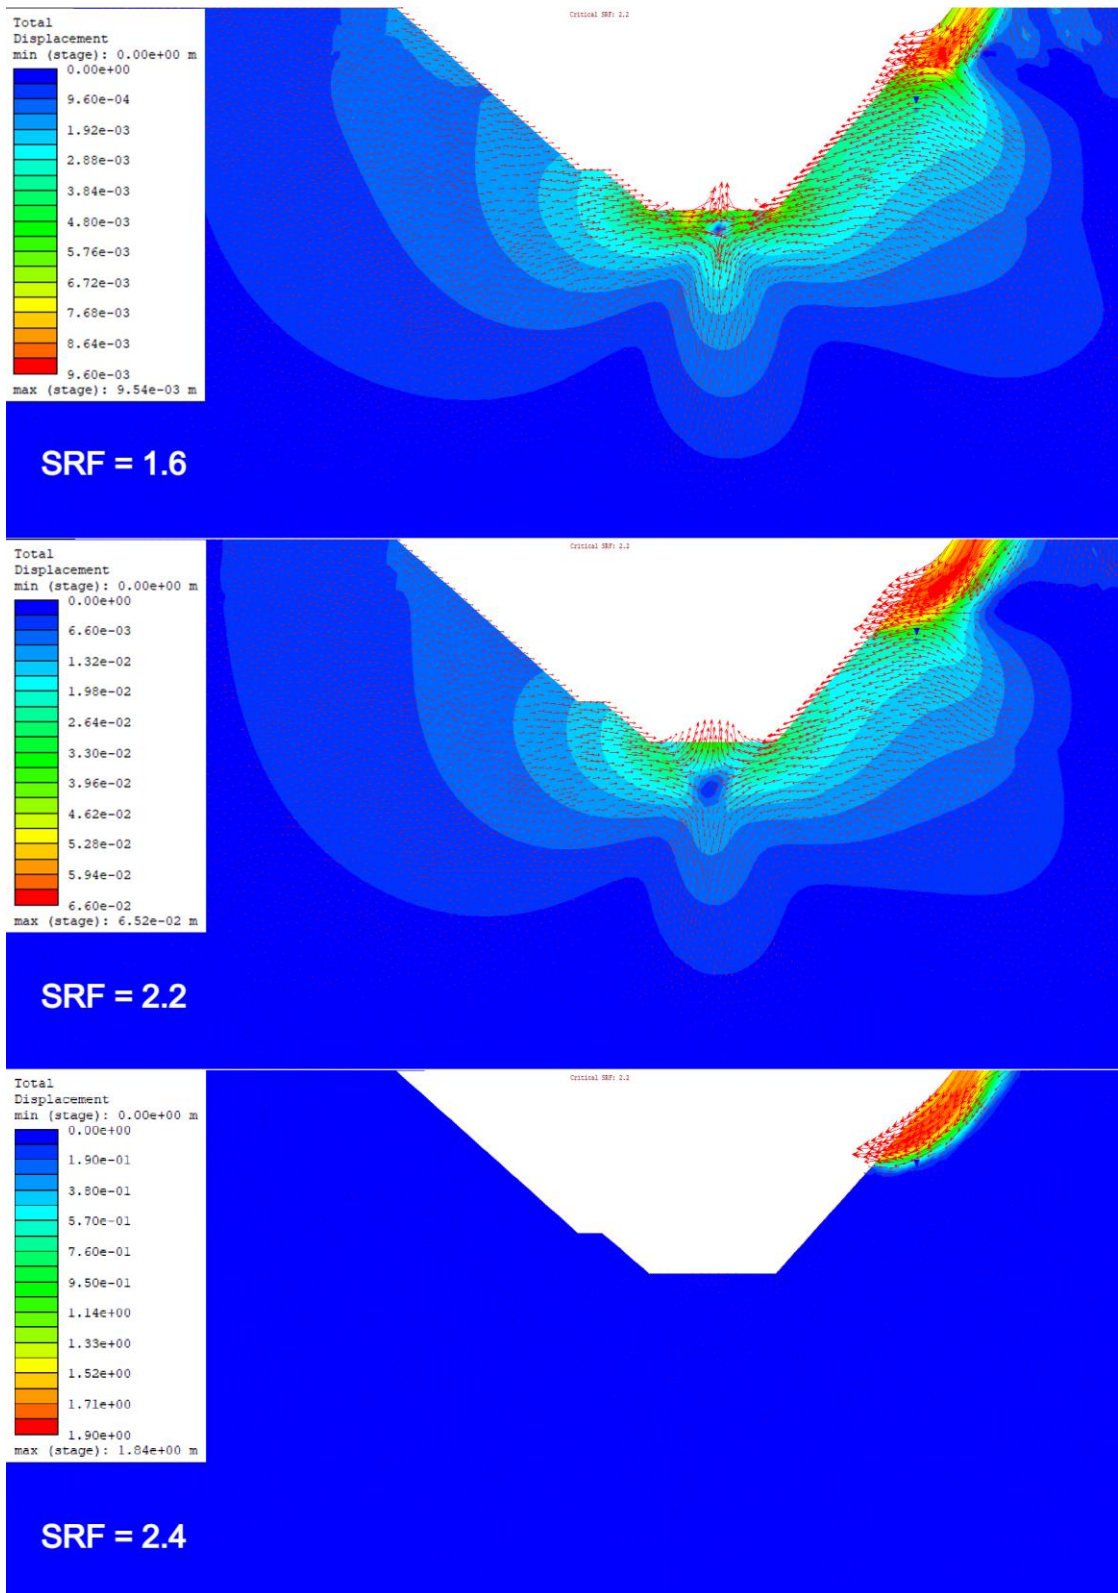 Total
Displacement
min (stage): 0.00e+00 m
0.00e+00
9.60e-04
1.92e-03
2.88e-03
3.84e-03
4.80e-03
5.76e-03
6.72e-03
7.68e-03
8.64e-03
9.60e-03
max (stage): 9.54e-03 m
Critical SRF: 2.2
SRF = 1.6
Total
Displacement
min (stage): 0.00e+00 m
0.00e+00
6.60e-03
1.32e-02
1.98e-02
2.64e-02
3.30e-02
3.96e-02
4.62e-02
5.28e-02
5.94e-02
6.60e-02
max (stage): 6.52e-02 m
Critical SRF: 2.2
SRF = 2.2
Total
Displacement
min (stage): 0.00e+00 m
0.00e+00
1.90e-01
3.80e-01
5.70e-01
7.60e-01
9.50e-01
1.14e+00
1.33e+00
1.52e+00
1.71e+00
1.90e+00
max (stage): 1.84e+00 m
Critical SRF: 2.2
SRF = 2.4